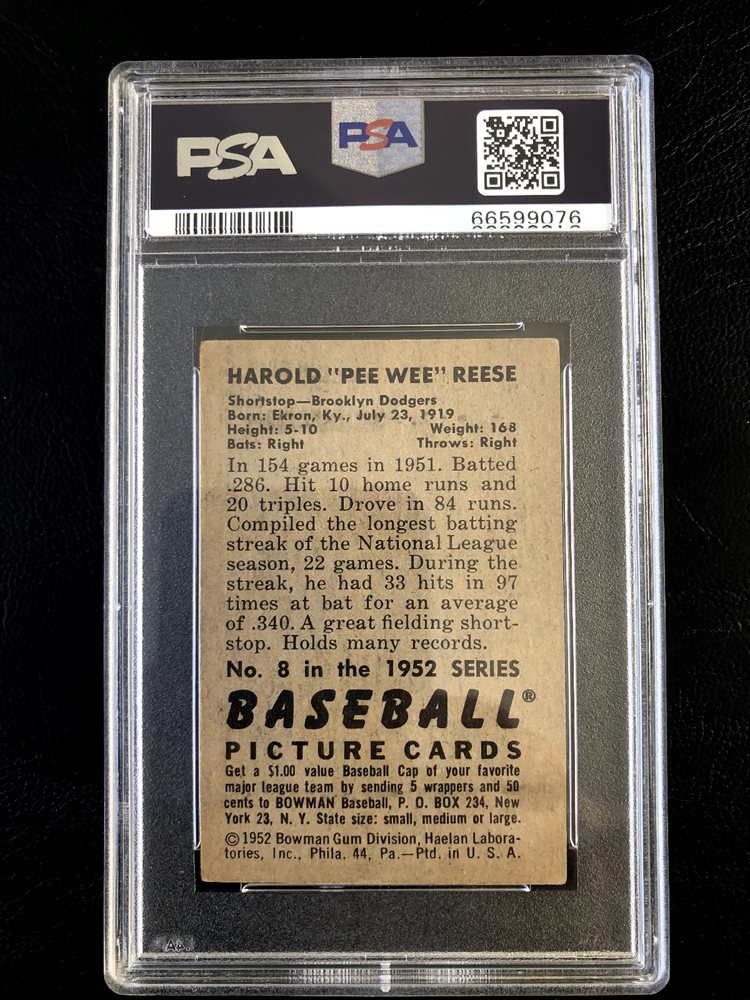 PSA
PSA
66599076
HAROLD "PEE WEE" REESE
Shortstop—Brooklyn Dodgers
Born: Ekron, Ky., July 23, 1919
Height: 5-10 Weight: 168
Bats: Right Throws: Right
In 154 games in 1951. Batted
.286. Hit 10 home runs and
20 triples. Drove in 84 runs.
Compiled the longest batting
streak of the National League
season, 22 games. During the
streak, he had 33 hits in 97
times at bat for an average
of .340. A great fielding short-
stop. Holds many records.
No. 8 in the 1952 SERIES
BASEBALL®
PICTURE CARDS
Get a $1.00 value Baseball Cap of your favorite
major league team by sending 5 wrappers and 50
cents to BOWMAN Baseball, P. O. BOX 234, New
York 23, N. Y. State size: small, medium or large.
©1952 Bowman Gum Division, Haelan Labora-
tories, Inc., Phila. 44, Pa.—Ptd. in U. S. A.